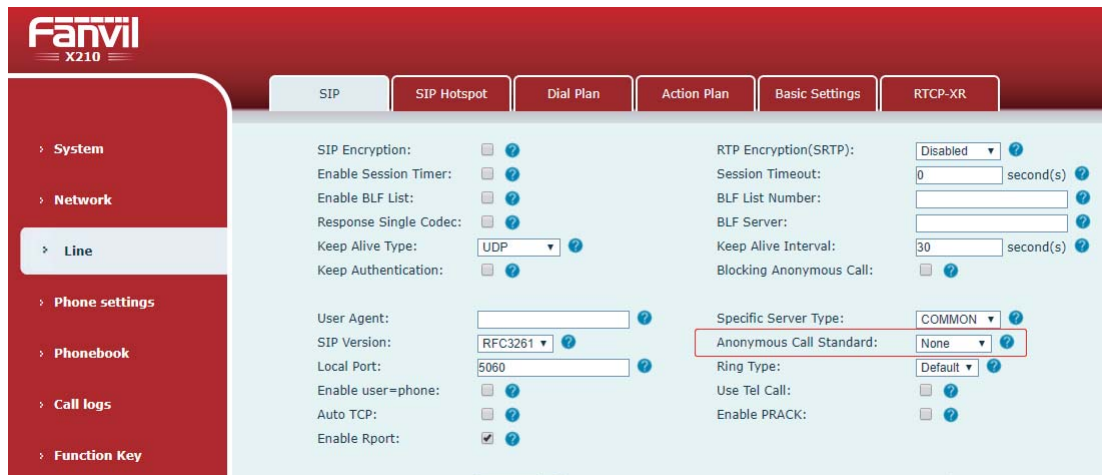 Fanvil
X210
SIP
SIP Hotspot
Dial Plan
Action Plan
Basic Settings
RTCP-XR
System
Network
Line
Phone settings
Phonebook
Call logs
Function Key
SIP Encryption:
RTP Encryption(SRTP): Disabled
Enable Session Timer:
Session Timeout: 0 second(s)
Enable BLF List:
BLF List Number:
Response Single Codec:
BLF Server:
Keep Alive Type: UDP
Keep Alive Interval: 30 second(s)
Keep Authentication:
Blocking Anonymous Call:
User Agent:
Specific Server Type: COMMON
SIP Version: RFC3261
Anonymous Call Standard: None
Local Port: 5060
Ring Type: Default
Enable user=phone:
Use Tel Call:
Auto TCP:
Enable PRACK:
Enable Rport: